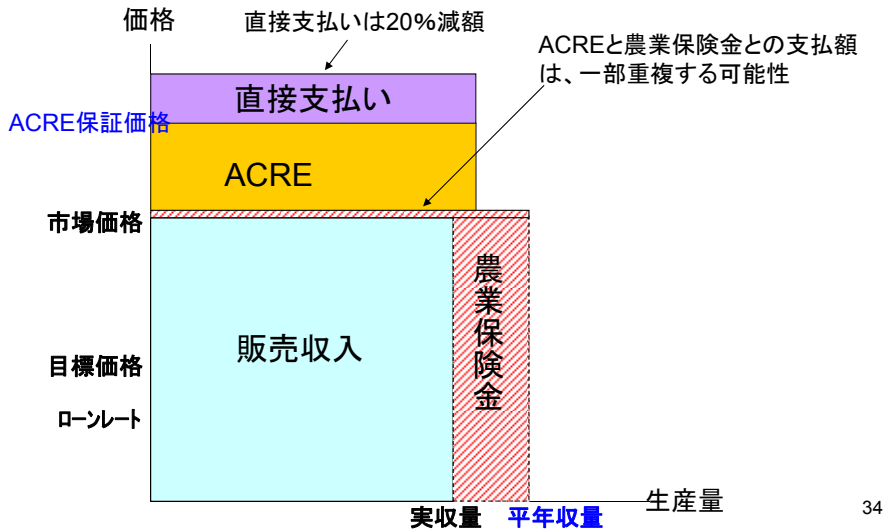 価格
直接支払いは20%減額
ACREと農業保険金との支払額
は、一部重複する可能性
直接支払い
ACRE保証価格
ACRE
市場価格
農業保険金
販売収入
目標価格
ローンレート
生産量
実収量
平年収量
34